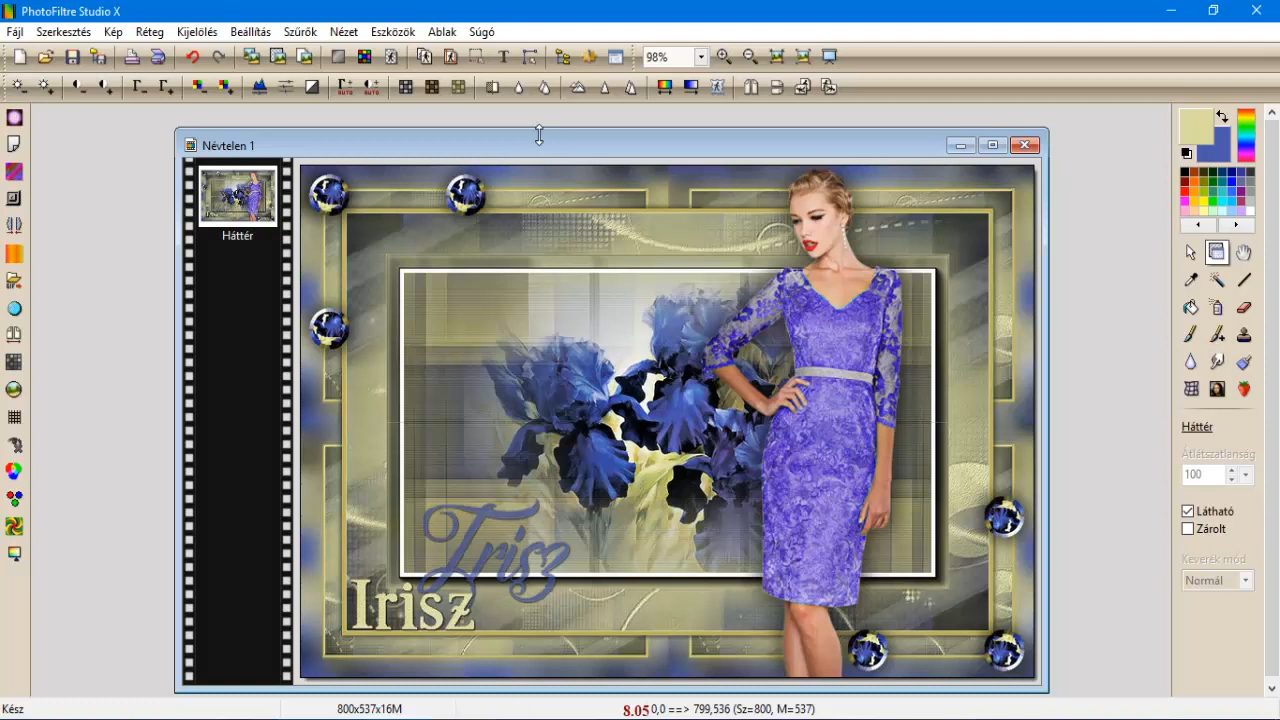 PhotoFiltre Studio X
Fájl Szerkesztés Kép Réteg Kijelölés Beállítás Szűrők Nézet Eszközök Ablak Súgó
98%
AUTO AUTO
Névtelen 1
Háttér
Irisz
Irisz
Háttér
Átlátszatlanság
100
Látható
Zárolt
Keverék mód
Normál
Kész 800x537x16M 8.05 0,0 ==> 799,536 (Sz=800, M=537)